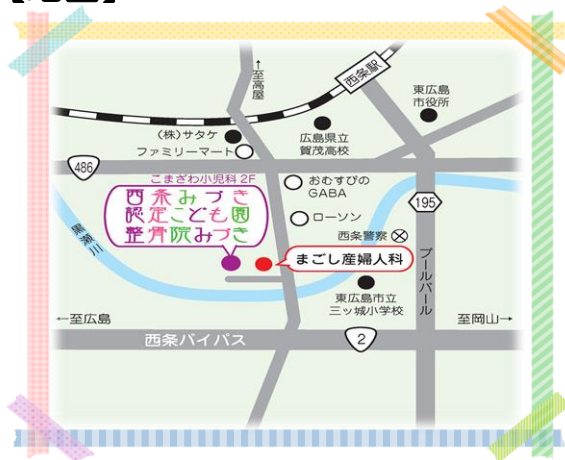 ←至高屋
西条駅
東広島
市役所
(株)サタケ
ファミリーマート
広島県立
賀茂高校
486
こまざわ小児科 2F
西条みづき
認定こども園
整骨院みづき
おむすびの
GABA
ローソン
195
西条警察
黒瀬川
まごし産婦人科
ブールバール
東広島市立
三ッ城小学校
←至広島
至岡山→
西条バイパス
2